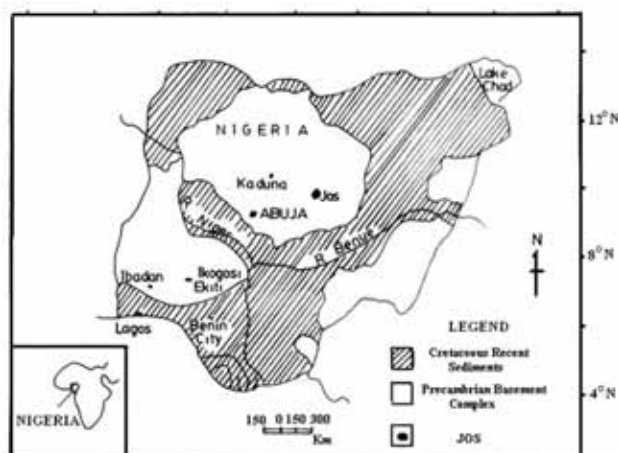 Lake
Chad
NIGERIA
12°N
Kaduna
Jos
ABUJA
R. Niger
R. Benue
N
8°N
Ibadan
Ikogosi
Ekiti
Lagos
Benin
City
LEGEND
Cretaceous Recent
Sediments
Precambrian Basement
Complex
4°N
NIGERIA
150 0 150 300
Km
JOS